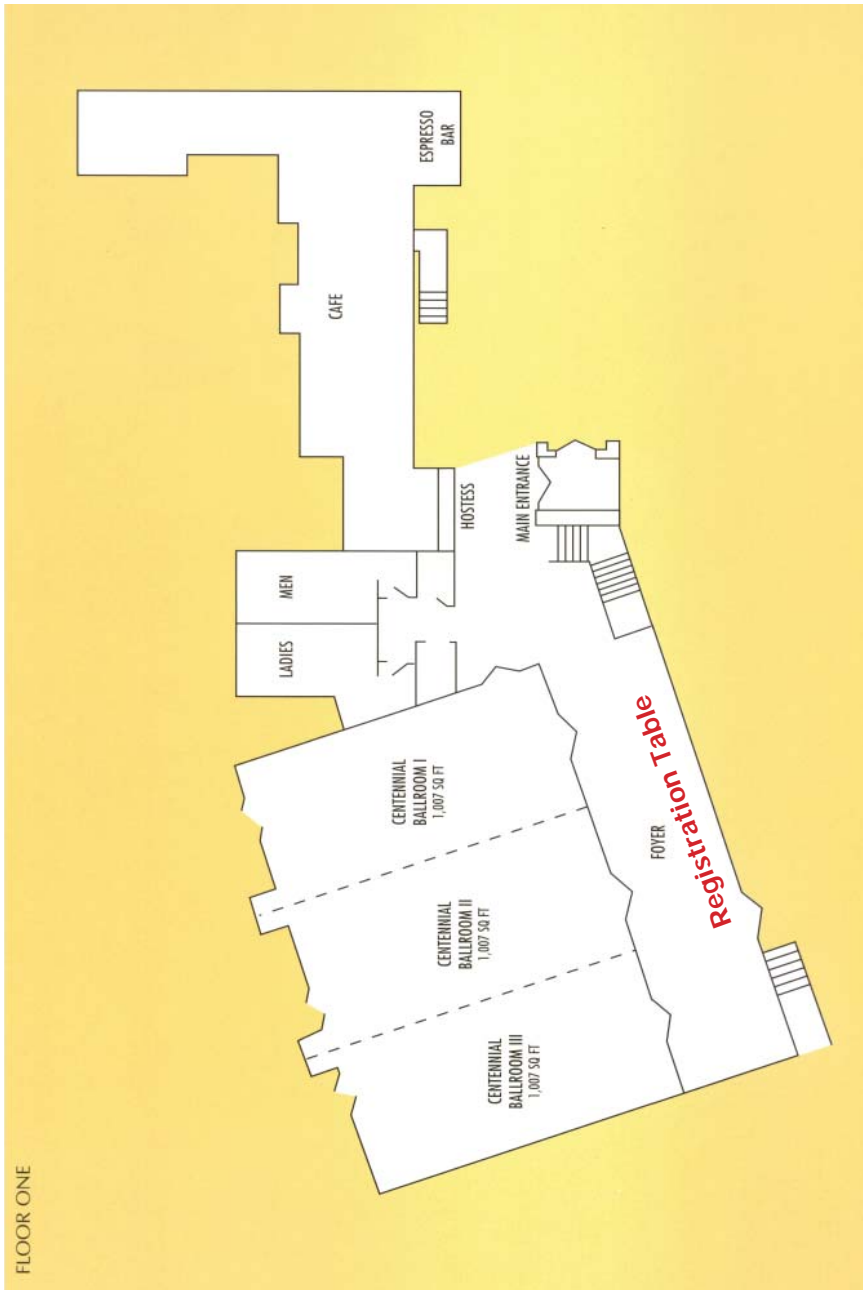 FLOOR ONE
CENTENNIAL
BALLROOM III
1,007 SQ FT
CENTENNIAL
BALLROOM II
1,007 SQ FT
CENTENNIAL
BALLROOM I
1,007 SQ FT
LADIES
MEN
CAFE
ESPRESSO
BAR
HOSTESS
MAIN ENTRANCE
FOYER
Registration Table